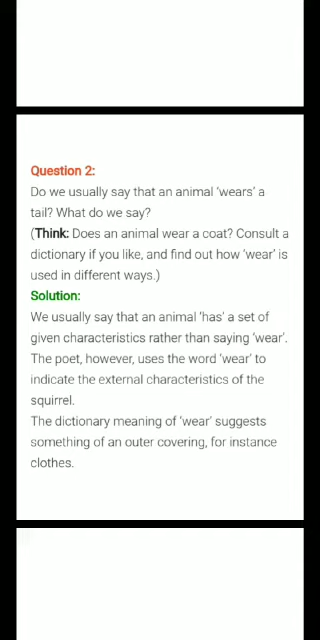 Question 2:
Do we usually say that an animal ‘wears’ a
tail? What do we say?
(Think: Does an animal wear a coat? Consult a
dictionary if you like, and find out how ‘wear’ is
used in different ways.)
Solution:
We usually say that an animal ‘has’ a set of
given characteristics rather than saying ‘wear’.
The poet, however, uses the word ‘wear’ to
indicate the external characteristics of the
squirrel.
The dictionary meaning of ‘wear’ suggests
something of an outer covering, for instance
clothes.